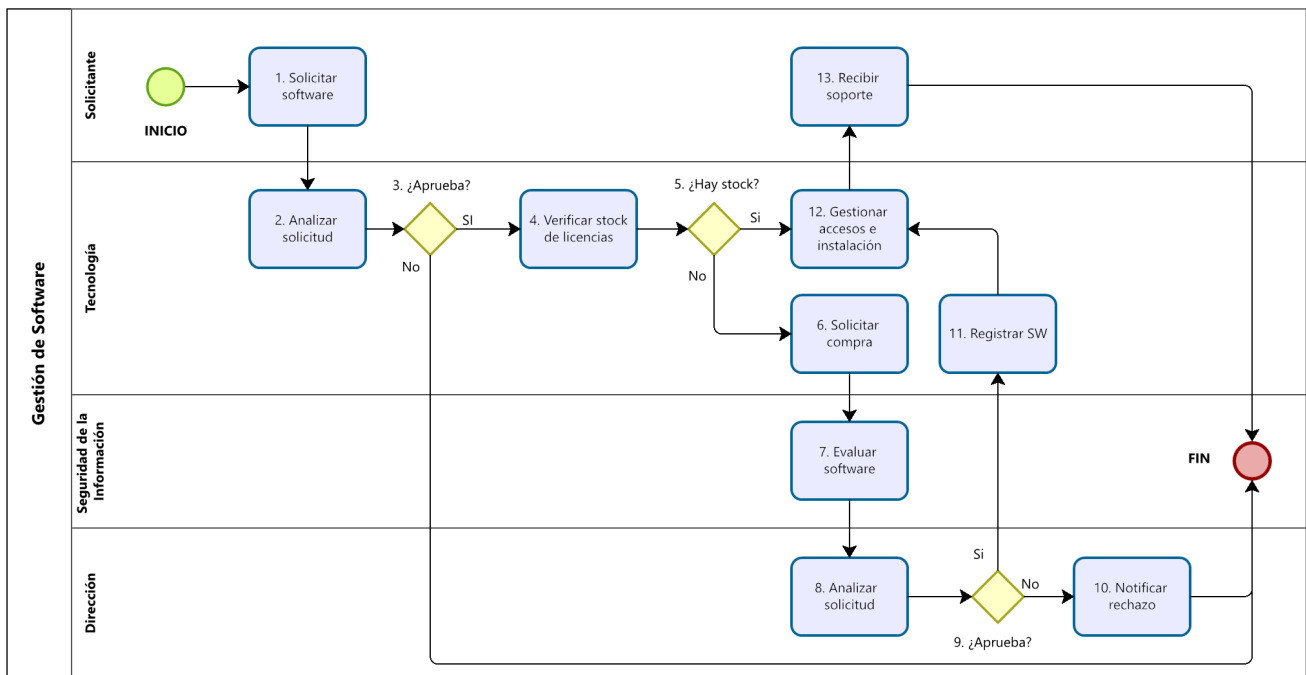 Gestión de Software
Solicitante
INICIO
1. Solicitar
software
13. Recibir
soporte
Tecnología
2. Analizar
solicitud
3. ¿Aprueba?
SI
No
4. Verificar stock
de licencias
5. ¿Hay stock?
Si
No
12. Gestionar
accesos e
instalación
6. Solicitar
compra
11. Registrar SW
Seguridad de la
Información
7. Evaluar
software
FIN
Dirección
8. Analizar
solicitud
Si
No
9. ¿Aprueba?
10. Notificar
rechazo